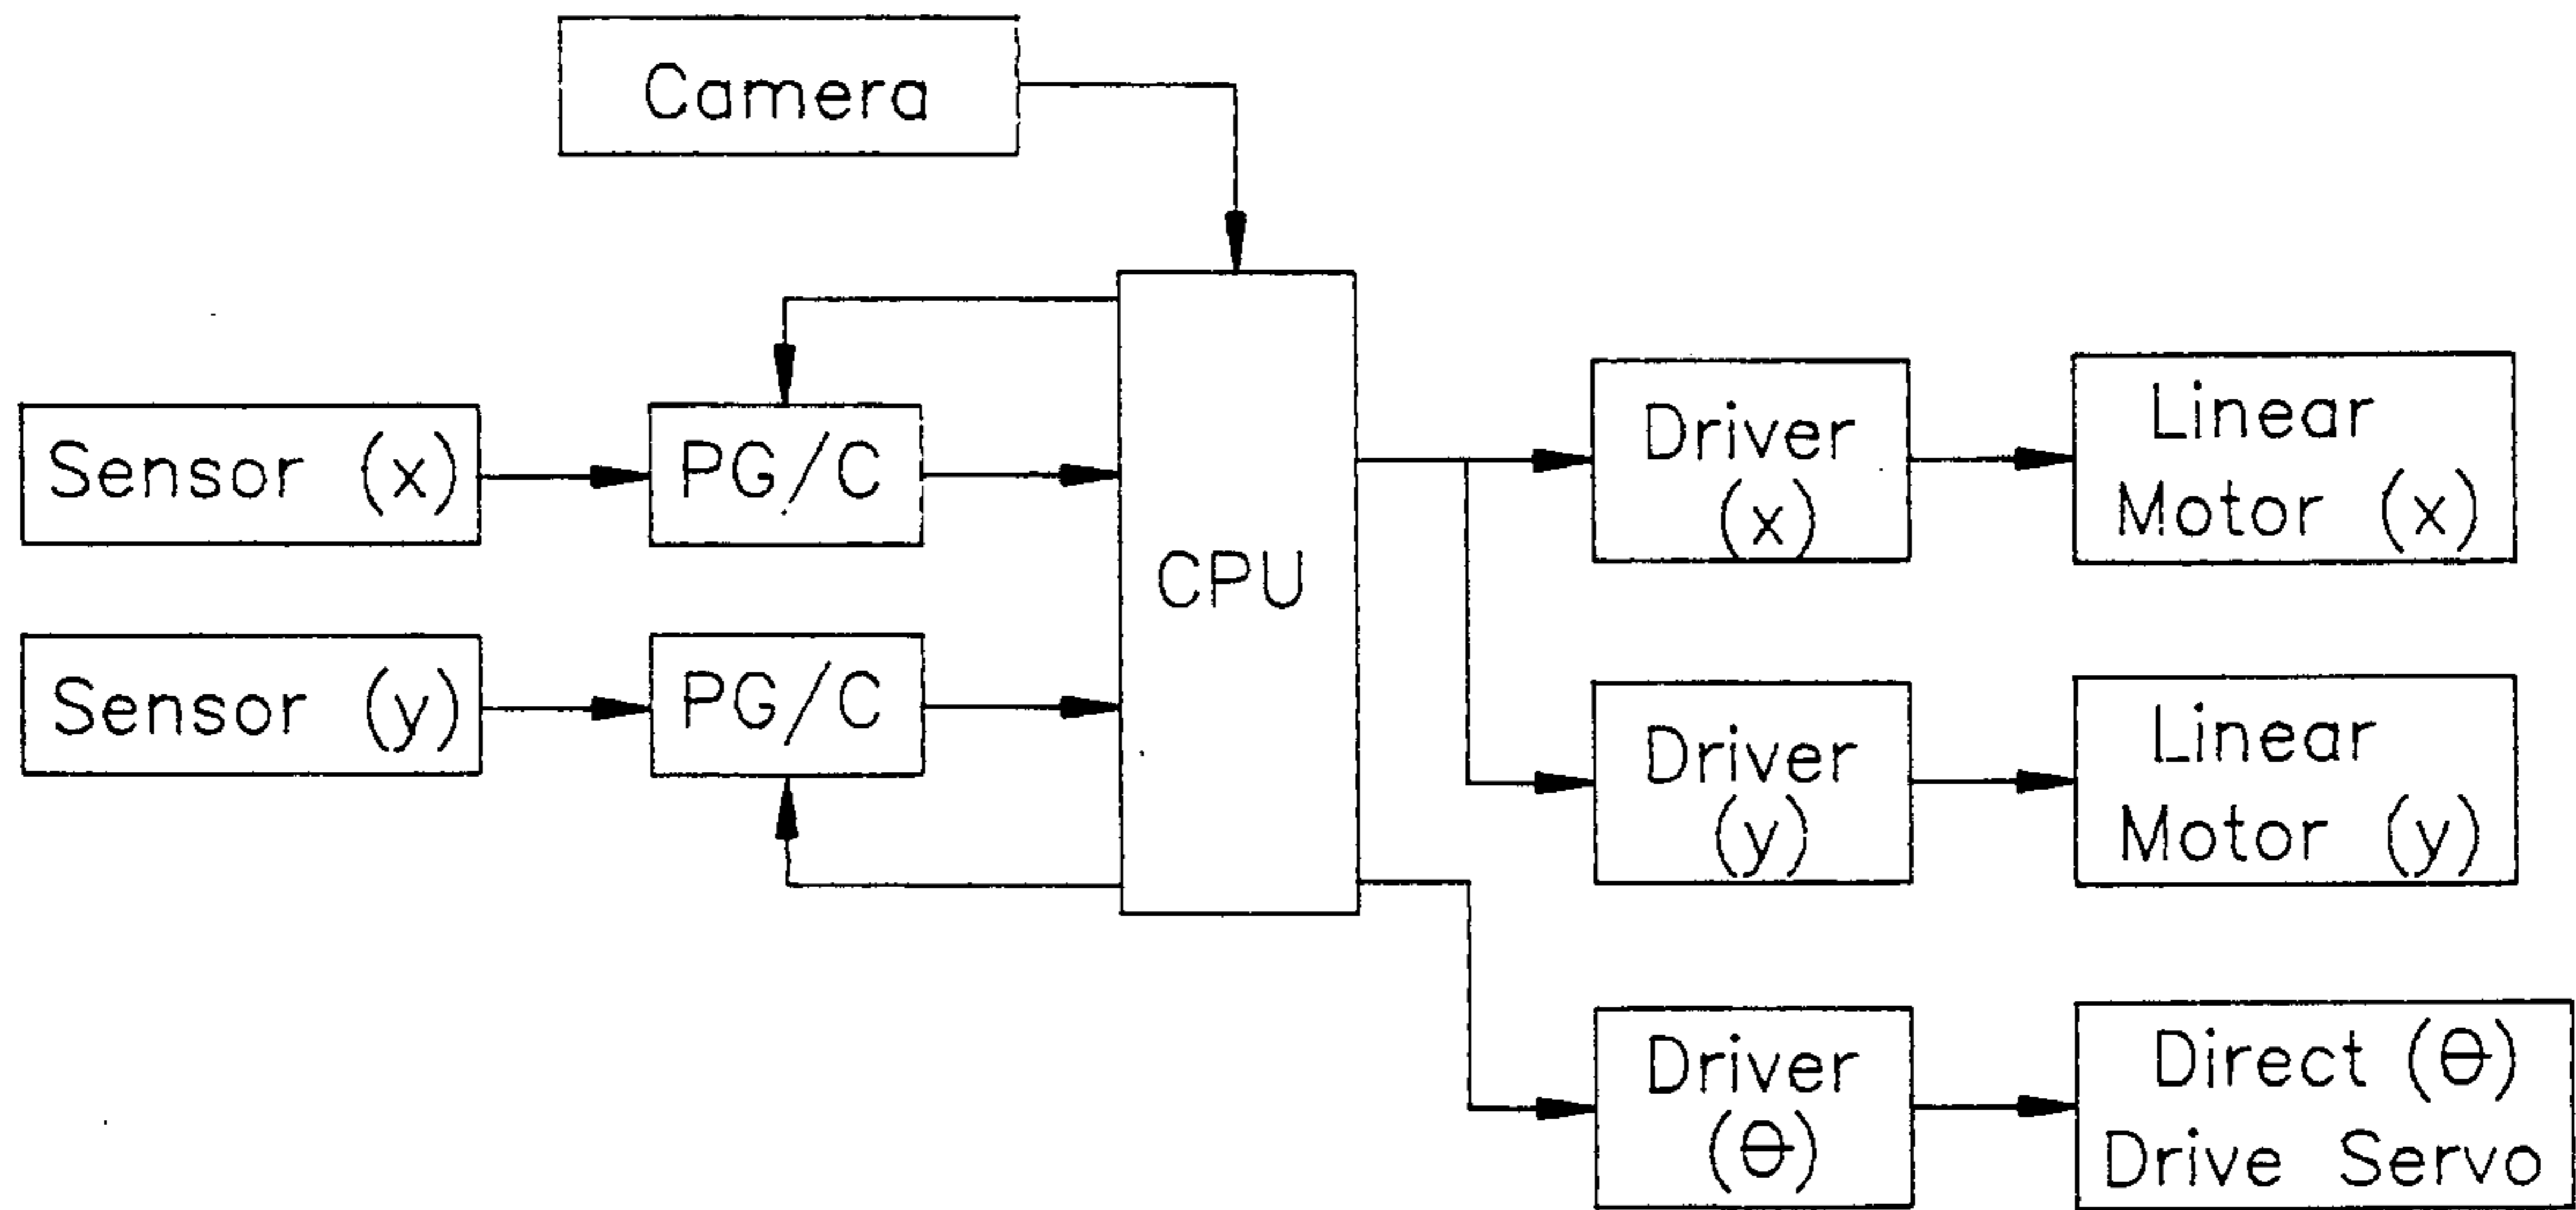 Camera
Sensor (x)
PG/C
Sensor (y)
PG/C
CPU
Driver
(x)
Linear
Motor (x)
Driver
(y)
Linear
Motor (y)
Driver
(θ)
Direct (θ)
Drive Servo